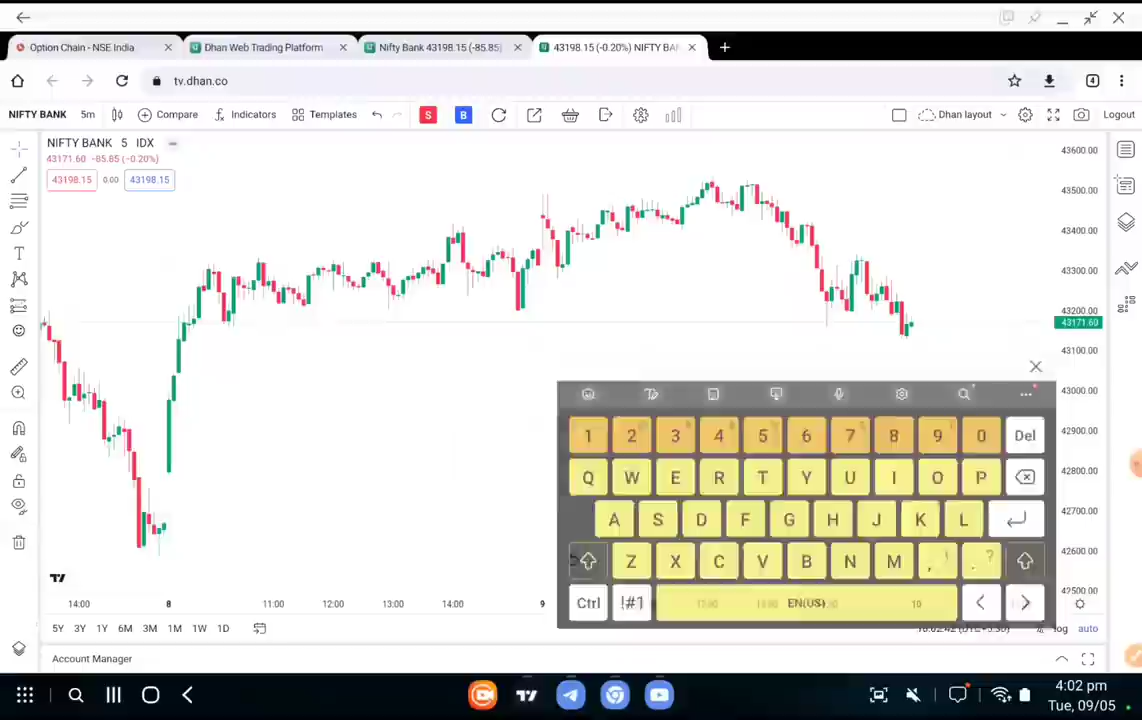 Option Chain - NSE India
Dhan Web Trading Platform
Nifty Bank 43198.15 (-85.85)
43198.15 (-0.20%) NIFTY BA
tv.dhan.co
4
NIFTY BANK 5m Compare Indicators Templates S B Dhan layout Logout
NIFTY BANK 5 IDX
43171.60 -85.85 (-0.20%)
43198.15 0.00 43198.15
43600.00
43500.00
43400.00
43300.00
43200.00
43171.60
43100.00
43000.00
42900.00
42800.00
42700.00
42600.00
42500.00
1 2 3 4 5 6 7 8 9 0 Del
Q W E R T Y U I O P
A S D F G H J K L
Z X C V B N M , ! . ?
Ctrl !#1 EN(US)
14:00 8 11:00 12:00 13:00 14:00 9 10
5Y 3Y 1Y 6M 3M 1M 1W 1D
log auto
Account Manager
4:02 pm
Tue, 09/05